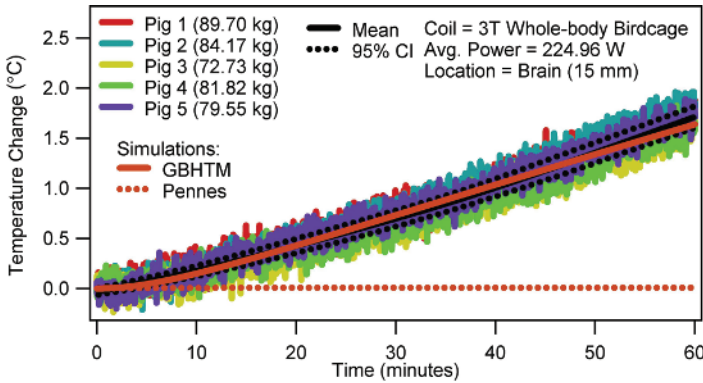 Pig 1 (89.70 kg)
Pig 2 (84.17 kg)
Pig 3 (72.73 kg)
Pig 4 (81.82 kg)
Pig 5 (79.55 kg)
Mean
95% CI
Coil = 3T Whole-body Birdcage
Avg. Power = 224.96 W
Location = Brain (15 mm)
Simulations:
GBHTM
Pennes
Temperature Change (°C)
2.5
2.0
1.5
1.0
0.5
0.0
0 10 20 30 40 50 60
Time (minutes)